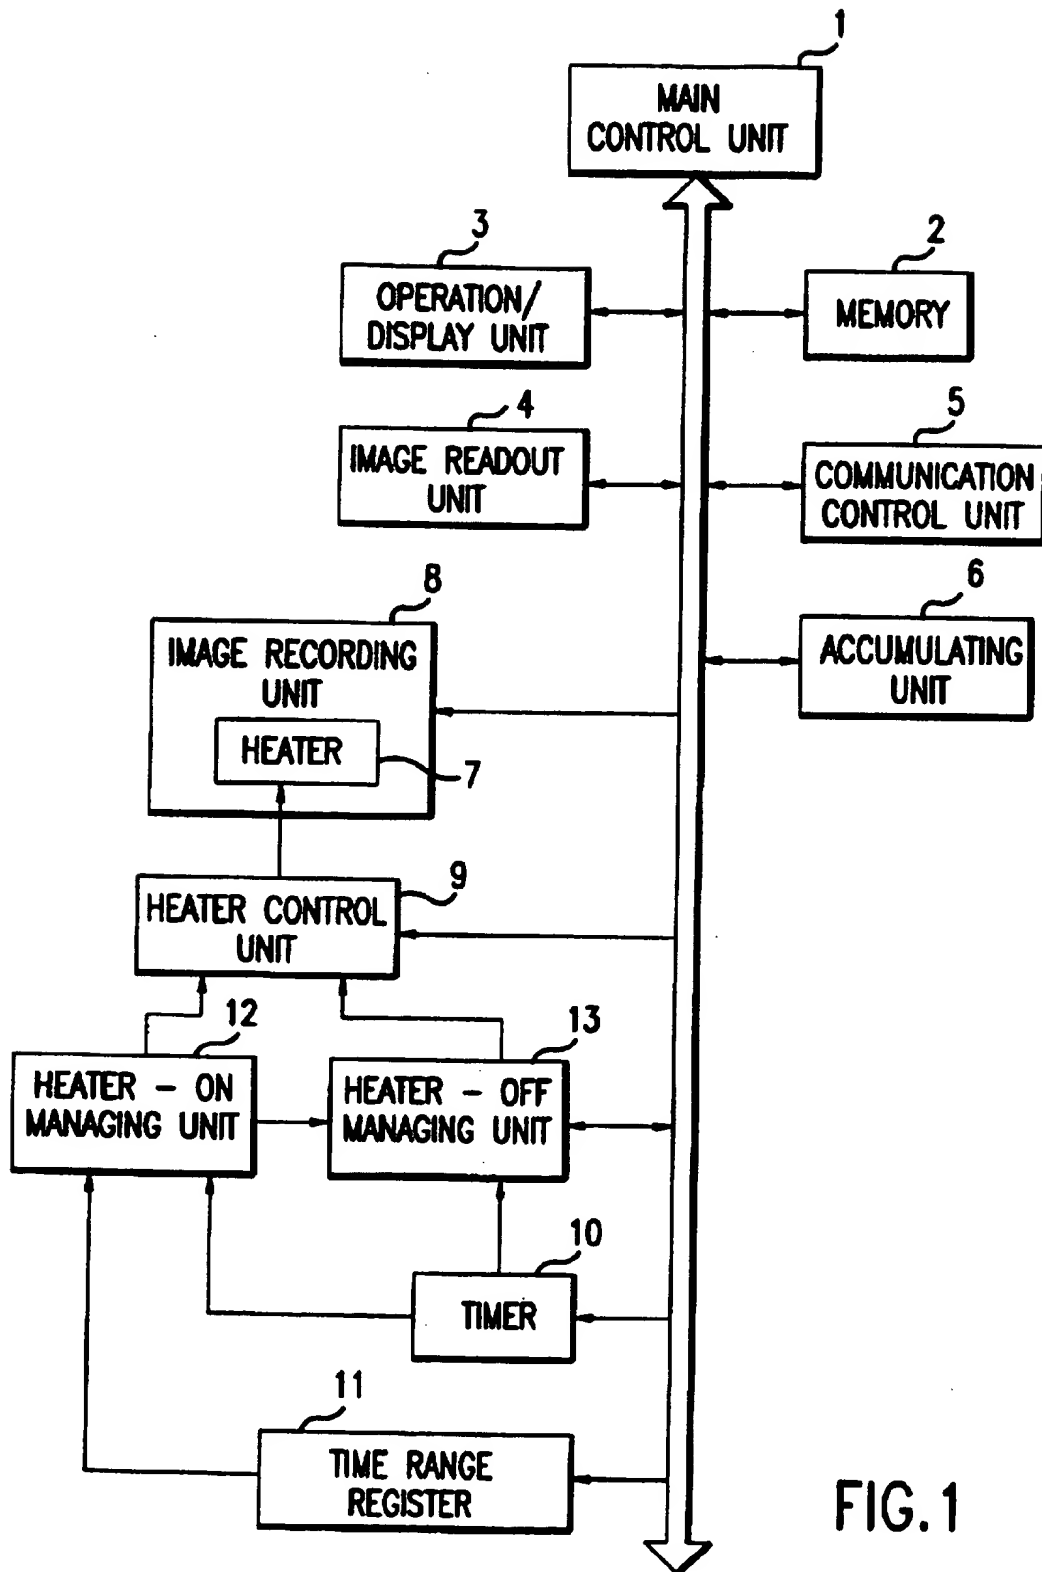 1
MAIN
CONTROL UNIT
3
OPERATION/
DISPLAY UNIT
2
MEMORY
4
IMAGE READOUT
UNIT
5
COMMUNICATION
CONTROL UNIT
6
ACCUMULATING
UNIT
8
IMAGE RECORDING
UNIT
HEATER
7
9
HEATER CONTROL
UNIT
12
HEATER - ON
MANAGING UNIT
13
HEATER - OFF
MANAGING UNIT
10
TIMER
11
TIME RANGE
REGISTER
FIG.1